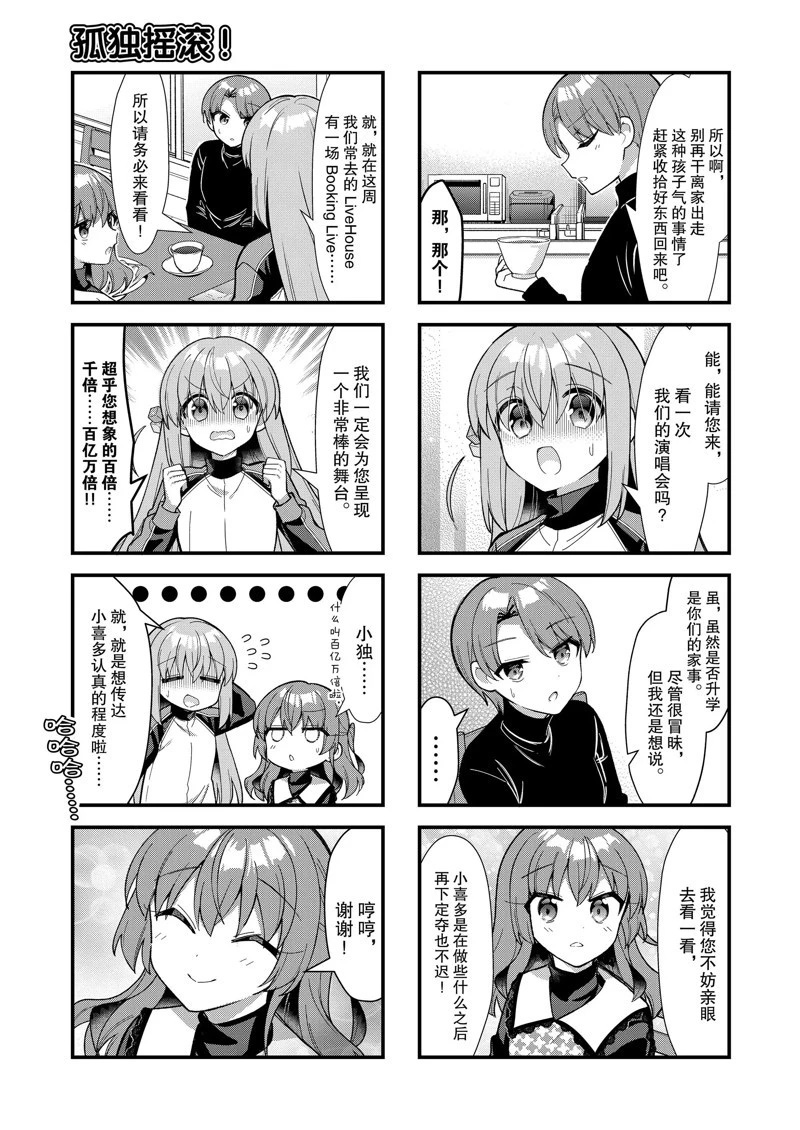 孤独摇滚！
所以啊，
别再干离家出走
这种孩子气的事情了
赶紧收拾好东西回来吧。
那，那个！
能，能请您来，
看一次
我们的演唱会吗？
虽，虽然是否升学
是你们的家事。
尽管很冒昧，
但我还是想说。
……
我觉得您不妨亲眼
去看一看，
小喜多是在做些什么之后
再下定夺也不迟！
就，就在这周
我们常去的 LiveHouse
有一场 Booking Live……
所以请务必来看看！
我们一定会为您呈现
一个非常棒的舞台。
超乎您想象的百倍……
千倍……百亿万倍！！
小独……
什么叫百亿万倍啦。
就，就是想传达
小喜多认真的程度啦……
哈哈哈……
哼哼，
谢谢！